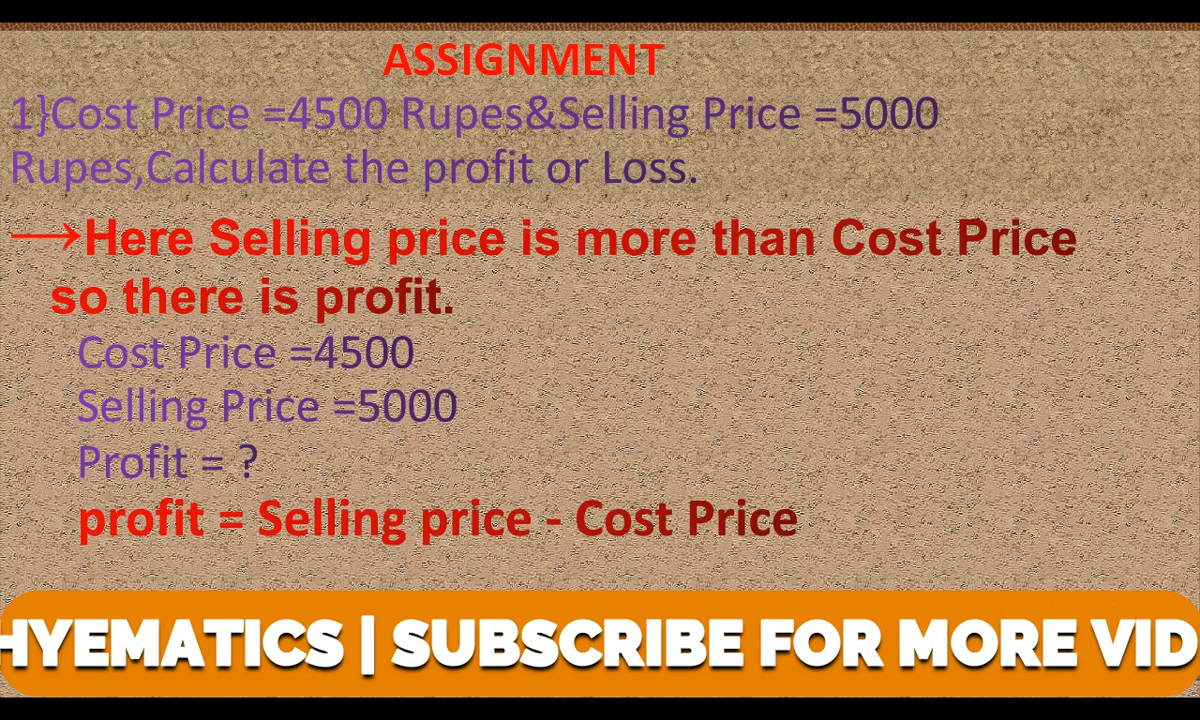 ASSIGNMENT
1}Cost Price =4500 Rupes&Selling Price =5000
Rupes,Calculate the profit or Loss.
→Here Selling price is more than Cost Price
so there is profit.
Cost Price =4500
Selling Price =5000
Profit = ?
profit = Selling price - Cost Price
HYEMATICS | SUBSCRIBE FOR MORE VID